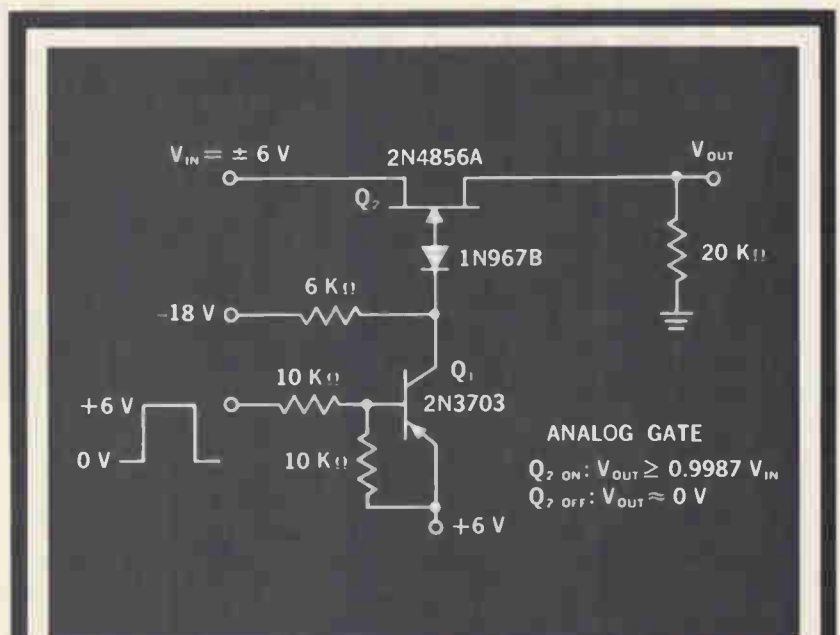 V_IN = ± 6 V
2N4856A
V_OUT
Q₂
1N967B
20 KΩ
6 KΩ
-18 V
Q₁
10 KΩ
2N3703
+6 V
0 V
10 KΩ
ANALOG GATE
Q₂ ON: V_OUT ≥ 0.9987 V_IN
Q₂ OFF: V_OUT ≈ 0 V
+6 V